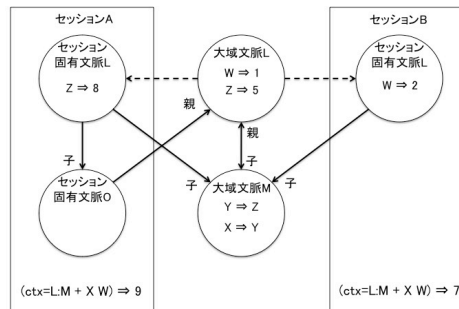 セッションA
セッション
固有文脈L
Z ⇒ 8
大域文脈L
W ⇒ 1
Z ⇒ 5
セッションB
セッション
固有文脈L
W ⇒ 2
親
親
子
子
子
子
セッション
固有文脈O
大域文脈M
Y ⇒ Z
X ⇒ Y
(ctx=L:M + X W) ⇒ 9
(ctx=L:M + X W) ⇒ 7